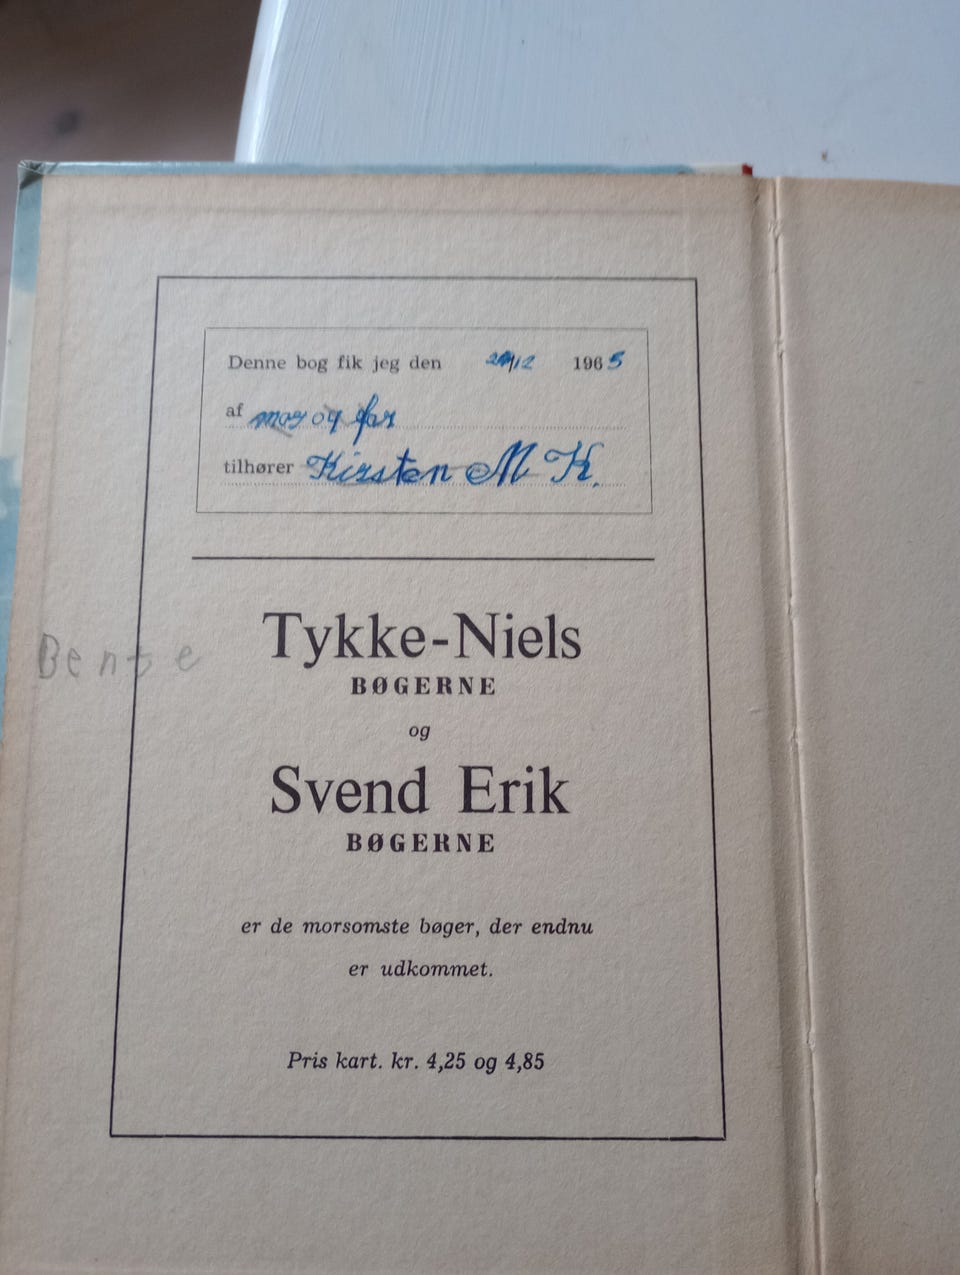 Denne bog fik jeg den 24/12 1965
af mor og far
tilhører Kirsten M K.
Bente
Tykke-Niels
BØGERNE
og
Svend Erik
BØGERNE
er de morsomste bøger, der endnu
er udkommet.
Pris kart. kr. 4,25 og 4,85